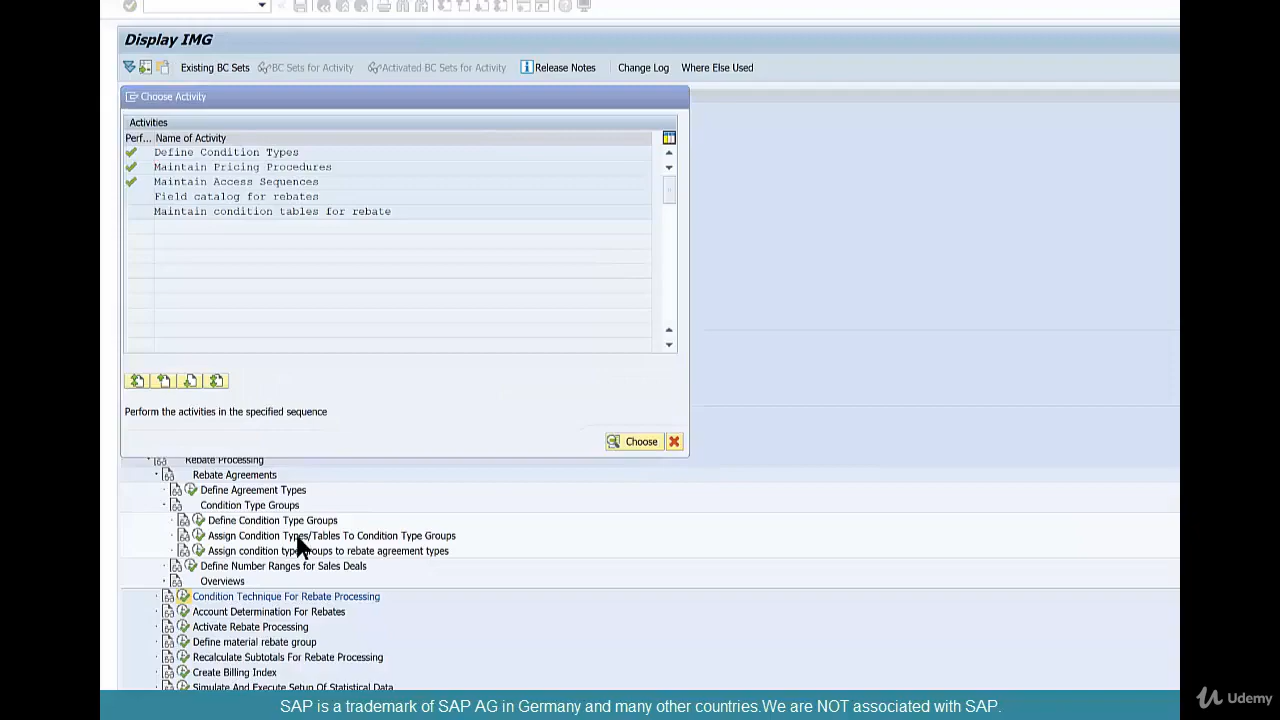 Display IMG
Existing BC Sets BC Sets for Activity Activated BC Sets for Activity Release Notes Change Log Where Else Used
Choose Activity
Activities
Perf... Name of Activity
Define Condition Types
Maintain Pricing Procedures
Maintain Access Sequences
Field catalog for rebates
Maintain condition tables for rebate
Perform the activities in the specified sequence
Choose
Rebate Processing
Rebate Agreements
Define Agreement Types
Condition Type Groups
Define Condition Type Groups
Assign Condition Types/Tables To Condition Type Groups
Assign condition type groups to rebate agreement types
Define Number Ranges for Sales Deals
Overviews
Condition Technique For Rebate Processing
Account Determination For Rebates
Activate Rebate Processing
Define material rebate group
Recalculate Subtotals For Rebate Processing
Create Billing Index
Simulate And Execute Setup Of Statistical Data
SAP is a trademark of SAP AG in Germany and many other countries.We are NOT associated with SAP.
Udemy